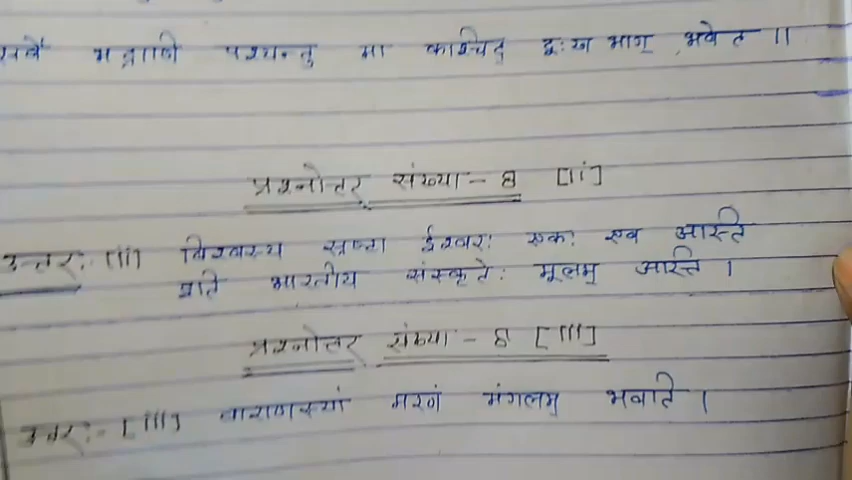 सर्वे भद्राणि पश्यन्तु मा कश्चिद् दुःख भाग् भवेत ॥
प्रश्नोत्तर संख्या - 8 [ii]
उत्तर:- [ii] विश्वस्य स्रष्टा ईश्वर: एक: एव अस्ति
प्रति भारतीय संस्कृते: मूलम् अस्ति ।
प्रश्नोत्तर संख्या - 8 [iii]
उत्तर:- [iii] वाराणस्यां मरणं मंगलम् भवति ।